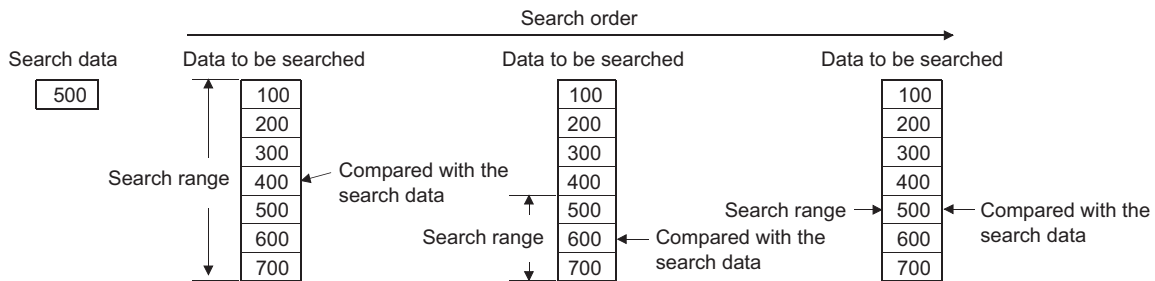 Search order
Search data
500
Data to be searched
100
200
300
400
500
600
700
Search range
Compared with the
search data
Data to be searched
100
200
300
400
500
600
700
Search range
Compared with the
search data
Data to be searched
100
200
300
400
500
600
700
Search range
Compared with the
search data